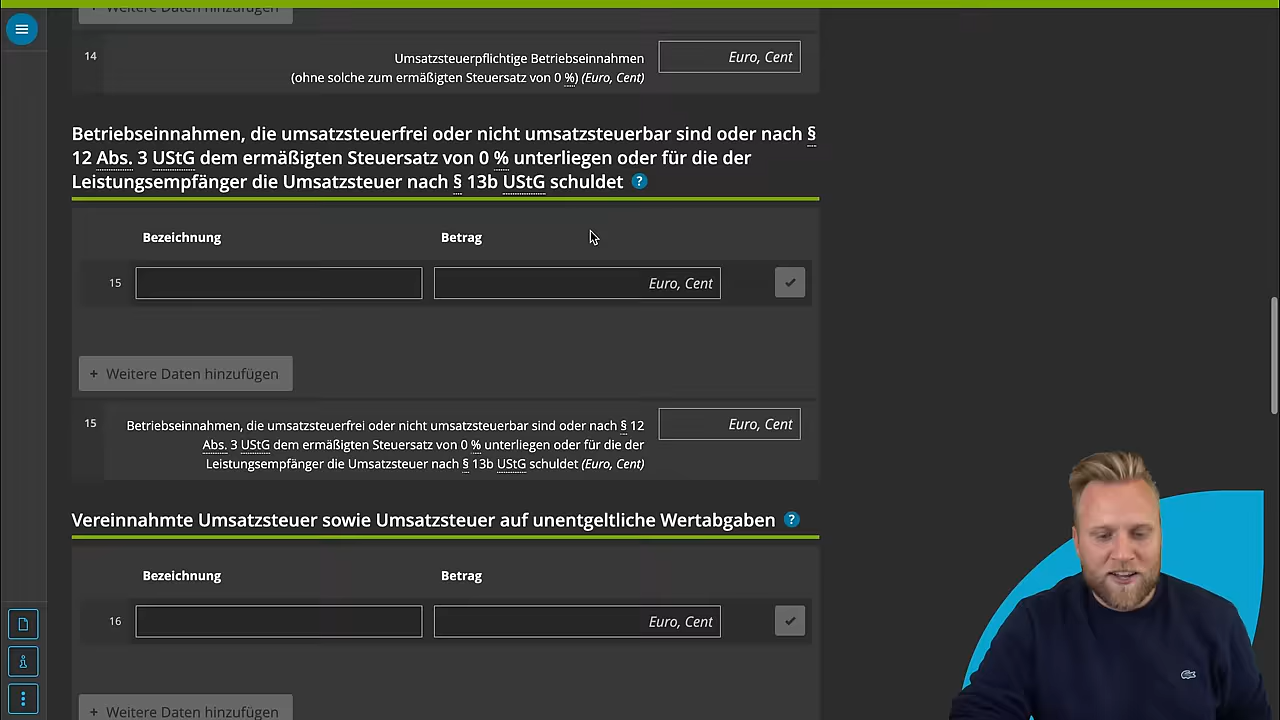 + Weitere Daten hinzufügen
14
Umsatzsteuerpflichtige Betriebseinnahmen
(ohne solche zum ermäßigten Steuersatz von 0 %) (Euro, Cent)
Euro, Cent
Betriebseinnahmen, die umsatzsteuerfrei oder nicht umsatzsteuerbar sind oder nach §
12 Abs. 3 UStG dem ermäßigten Steuersatz von 0 % unterliegen oder für die der
Leistungsempfänger die Umsatzsteuer nach § 13b UStG schuldet ?
Bezeichnung Betrag
15 Euro, Cent
+ Weitere Daten hinzufügen
15
Betriebseinnahmen, die umsatzsteuerfrei oder nicht umsatzsteuerbar sind oder nach § 12
Abs. 3 UStG dem ermäßigten Steuersatz von 0 % unterliegen oder für die der
Leistungsempfänger die Umsatzsteuer nach § 13b UStG schuldet (Euro, Cent)
Euro, Cent
Vereinnahmte Umsatzsteuer sowie Umsatzsteuer auf unentgeltliche Wertabgaben ?
Bezeichnung Betrag
16 Euro, Cent
+ Weitere Daten hinzufügen